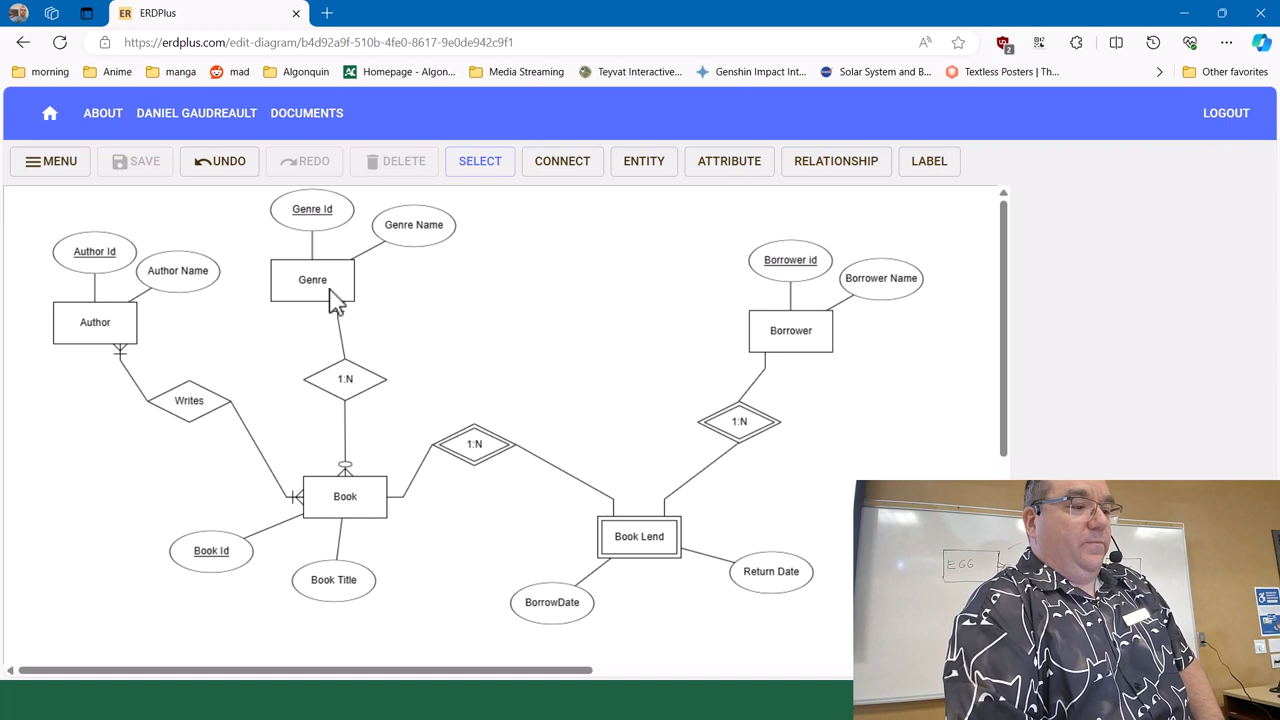 ERDPlus
https://erdplus.com/edit-diagram/b4d92a9f-510b-4fe0-8617-9e0de942c9f1
2
morning
Anime
manga
mad
Algonquin
Homepage - Algon...
Media Streaming
Teyvat Interactive...
Genshin Impact Int...
Solar System and B...
Textless Posters | Th...
Other favorites
ABOUT
DANIEL GAUDREAULT
DOCUMENTS
LOGOUT
MENU
SAVE
UNDO
REDO
DELETE
SELECT
CONNECT
ENTITY
ATTRIBUTE
RELATIONSHIP
LABEL
Genre Id
Genre Name
Author Id
Author Name
Genre
Borrower id
Borrower Name
Author
Borrower
1:N
Writes
1:N
1:N
Book
Book Lend
Book Id
Book Title
Return Date
BorrowDate
EGG